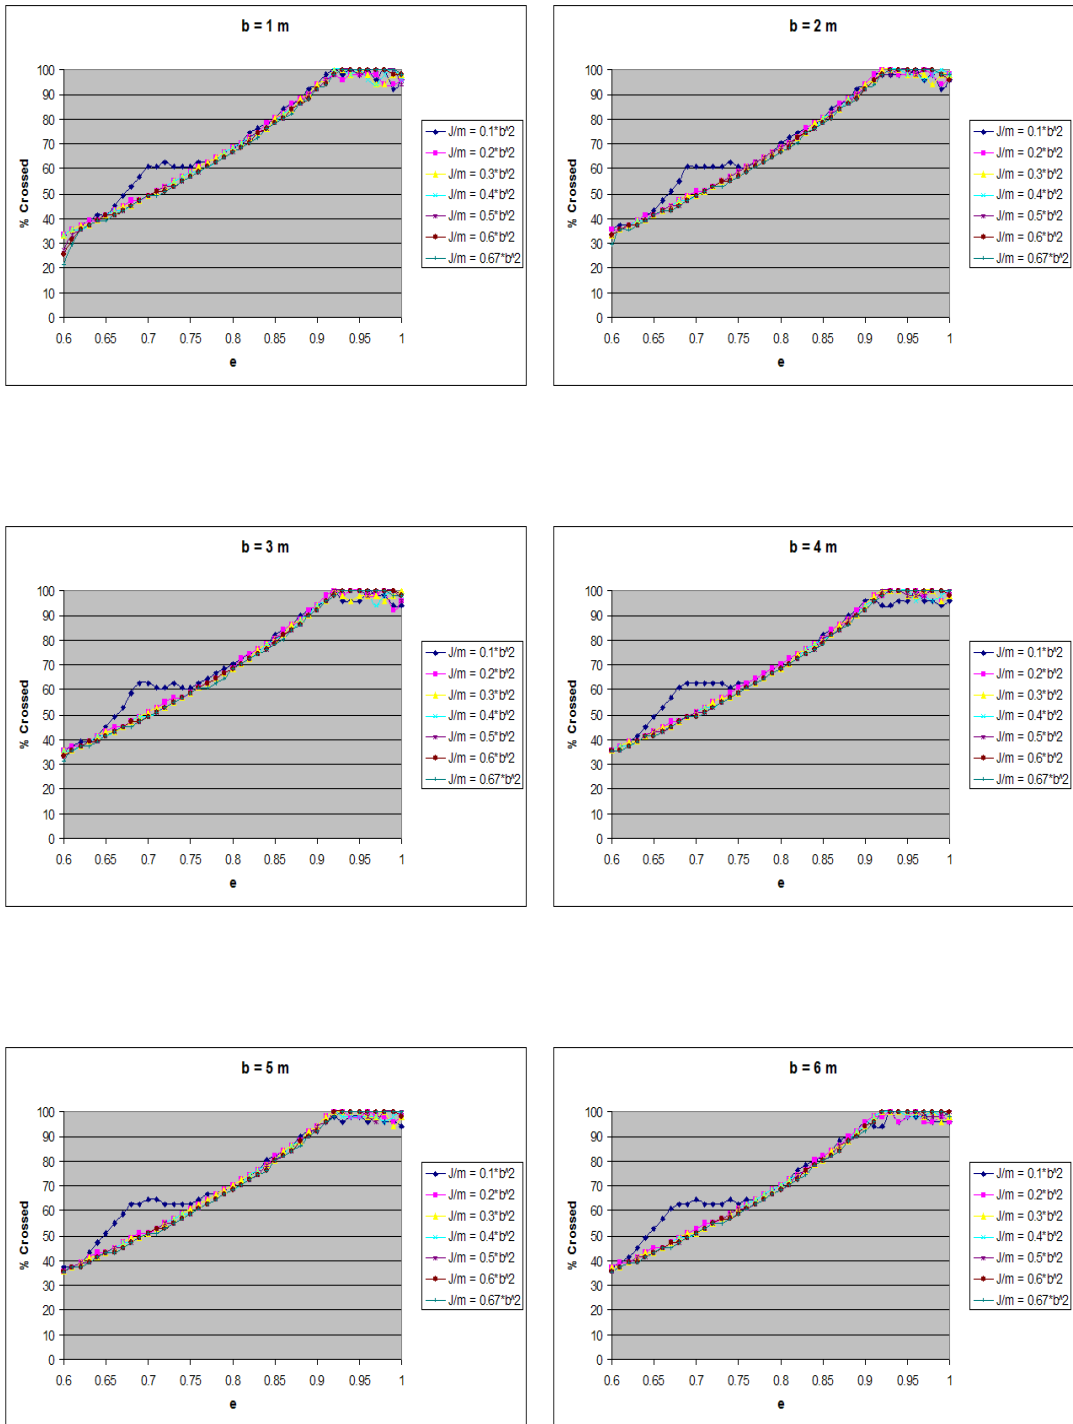 b = 1 m
100
90
80
70
60
50
40
30
20
10
0
% Crossed
0.6 0.65 0.7 0.75 0.8 0.85 0.9 0.95 1
e
J/m = 0.1*b^2
J/m = 0.2*b^2
J/m = 0.3*b^2
J/m = 0.4*b^2
J/m = 0.5*b^2
J/m = 0.6*b^2
J/m = 0.67*b^2
b = 2 m
100
90
80
70
60
50
40
30
20
10
0
% Crossed
0.6 0.65 0.7 0.75 0.8 0.85 0.9 0.95 1
e
J/m = 0.1*b^2
J/m = 0.2*b^2
J/m = 0.3*b^2
J/m = 0.4*b^2
J/m = 0.5*b^2
J/m = 0.6*b^2
J/m = 0.67*b^2
b = 3 m
100
90
80
70
60
50
40
30
20
10
0
% Crossed
0.6 0.65 0.7 0.75 0.8 0.85 0.9 0.95 1
e
J/m = 0.1*b^2
J/m = 0.2*b^2
J/m = 0.3*b^2
J/m = 0.4*b^2
J/m = 0.5*b^2
J/m = 0.6*b^2
J/m = 0.67*b^2
b = 4 m
100
90
80
70
60
50
40
30
20
10
0
% Crossed
0.6 0.65 0.7 0.75 0.8 0.85 0.9 0.95 1
e
J/m = 0.1*b^2
J/m = 0.2*b^2
J/m = 0.3*b^2
J/m = 0.4*b^2
J/m = 0.5*b^2
J/m = 0.6*b^2
J/m = 0.67*b^2
b = 5 m
100
90
80
70
60
50
40
30
20
10
0
% Crossed
0.6 0.65 0.7 0.75 0.8 0.85 0.9 0.95 1
e
J/m = 0.1*b^2
J/m = 0.2*b^2
J/m = 0.3*b^2
J/m = 0.4*b^2
J/m = 0.5*b^2
J/m = 0.6*b^2
J/m = 0.67*b^2
b = 6 m
100
90
80
70
60
50
40
30
20
10
0
% Crossed
0.6 0.65 0.7 0.75 0.8 0.85 0.9 0.95 1
e
J/m = 0.1*b^2
J/m = 0.2*b^2
J/m = 0.3*b^2
J/m = 0.4*b^2
J/m = 0.5*b^2
J/m = 0.6*b^2
J/m = 0.67*b^2